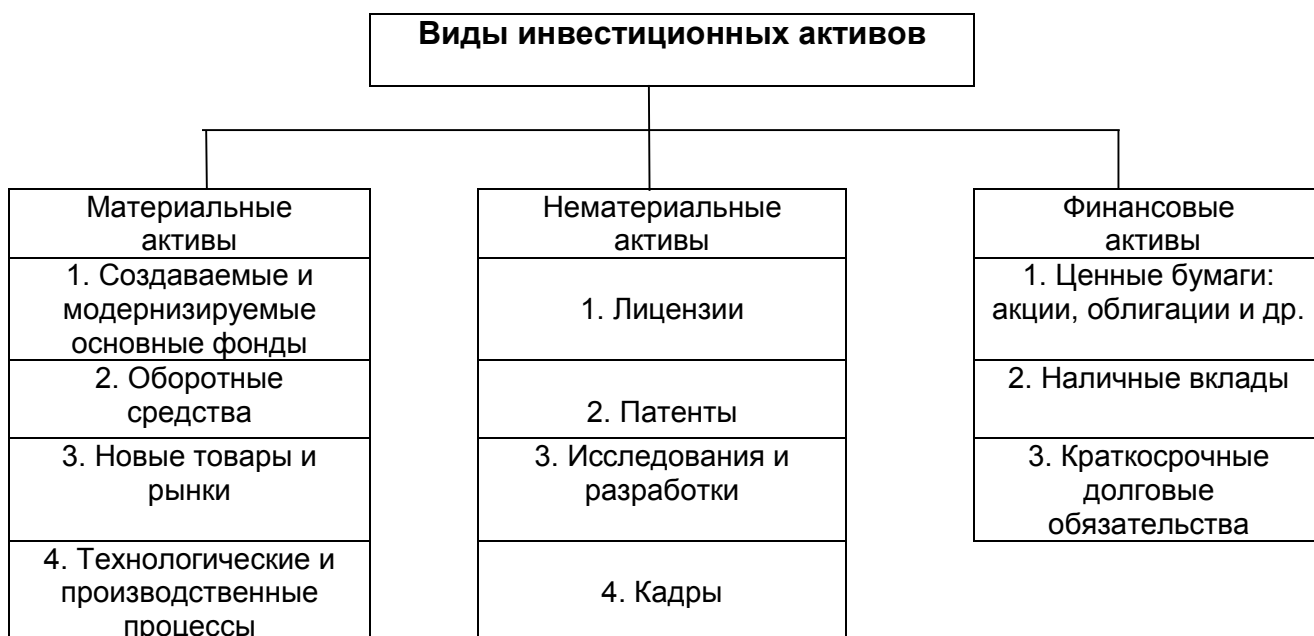 Виды инвестиционных активов
Материальные
активы
1. Создаваемые и
модернизируемые
основные фонды
2. Оборотные
средства
3. Новые товары и
рынки
4. Технологические и
производственные
процессы
Нематериальные
активы
1. Лицензии
2. Патенты
3. Исследования и
разработки
4. Кадры
Финансовые
активы
1. Ценные бумаги:
акции, облигации и др.
2. Наличные вклады
3. Краткосрочные
долговые
обязательства